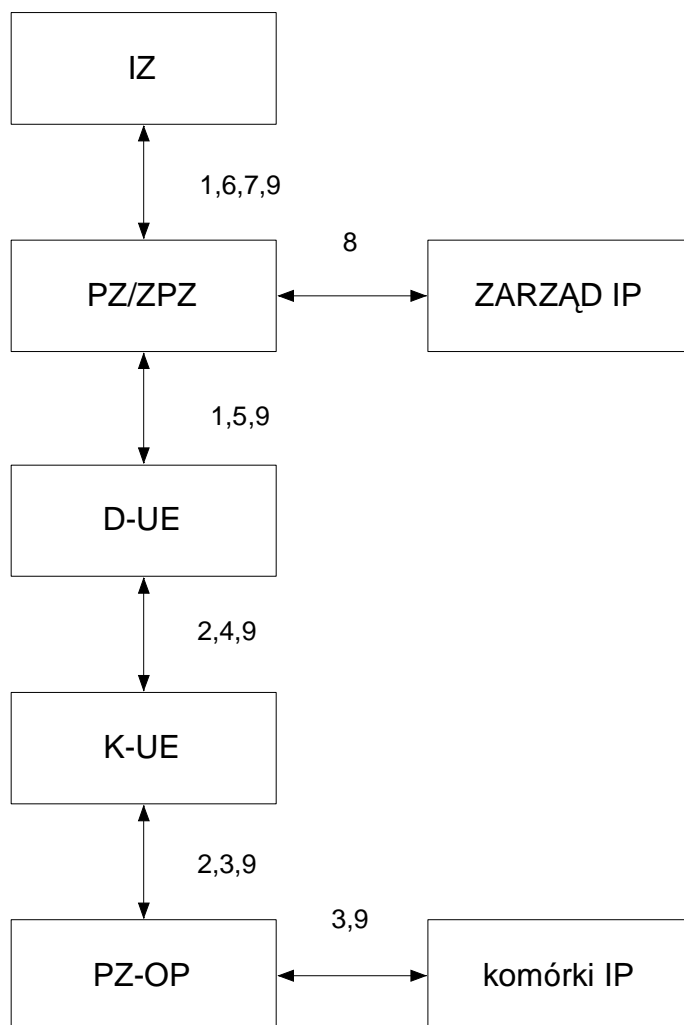 IZ
1,6,7,9
8
PZ/ZPZ
ZARZĄD IP
1,5,9
D-UE
2,4,9
K-UE
2,3,9
3,9
PZ-OP
komórki IP